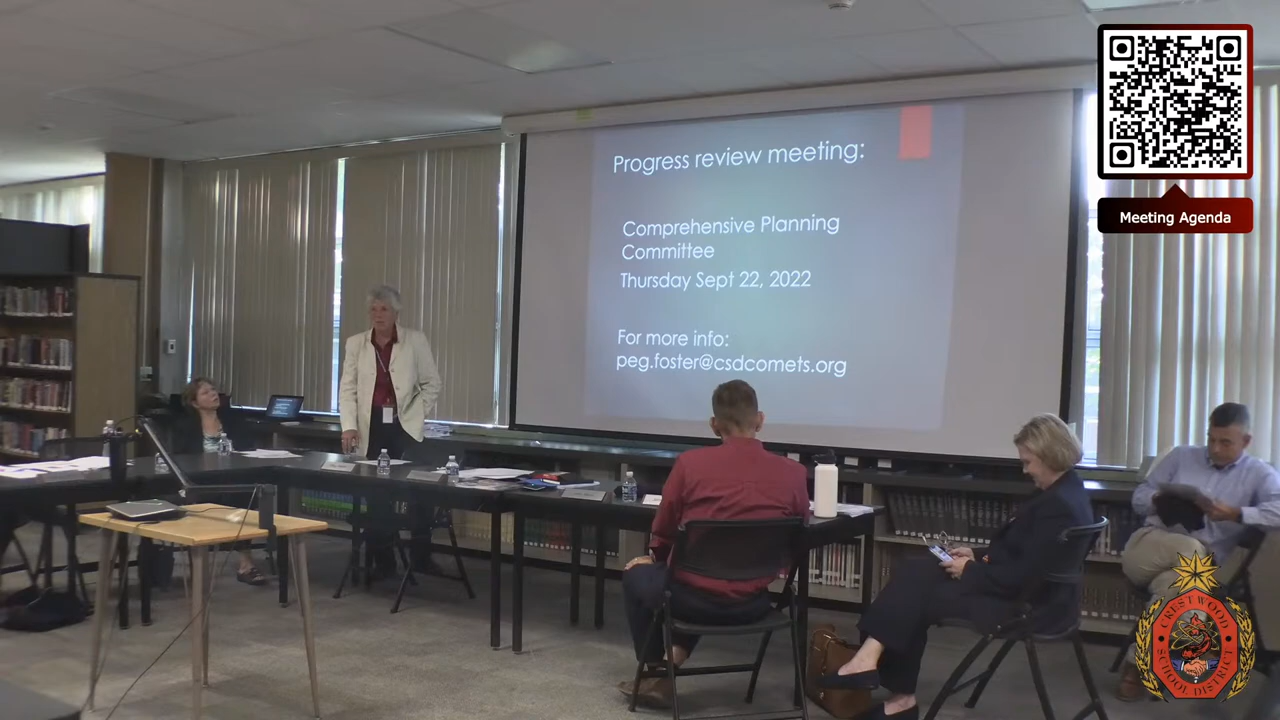 Progress review meeting:
Comprehensive Planning
Committee
Thursday Sept 22, 2022
For more info:
peg.foster@csdcomets.org
Meeting Agenda
CRESTWOOD
SCHOOL DISTRICT